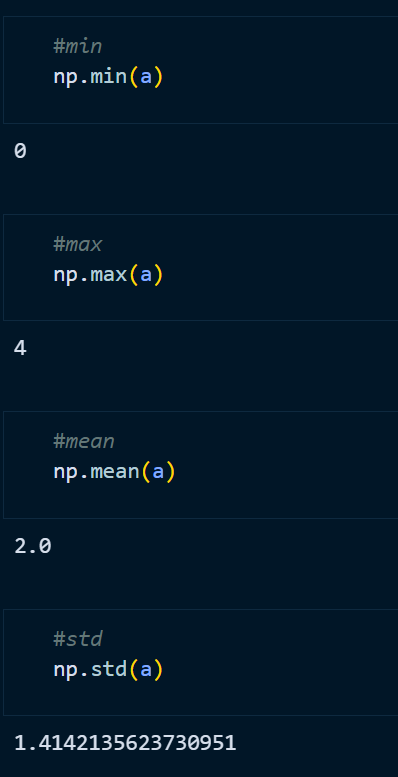 #min
np.min(a)
0
#max
np.max(a)
4
#mean
np.mean(a)
2.0
#std
np.std(a)
1.4142135623730951